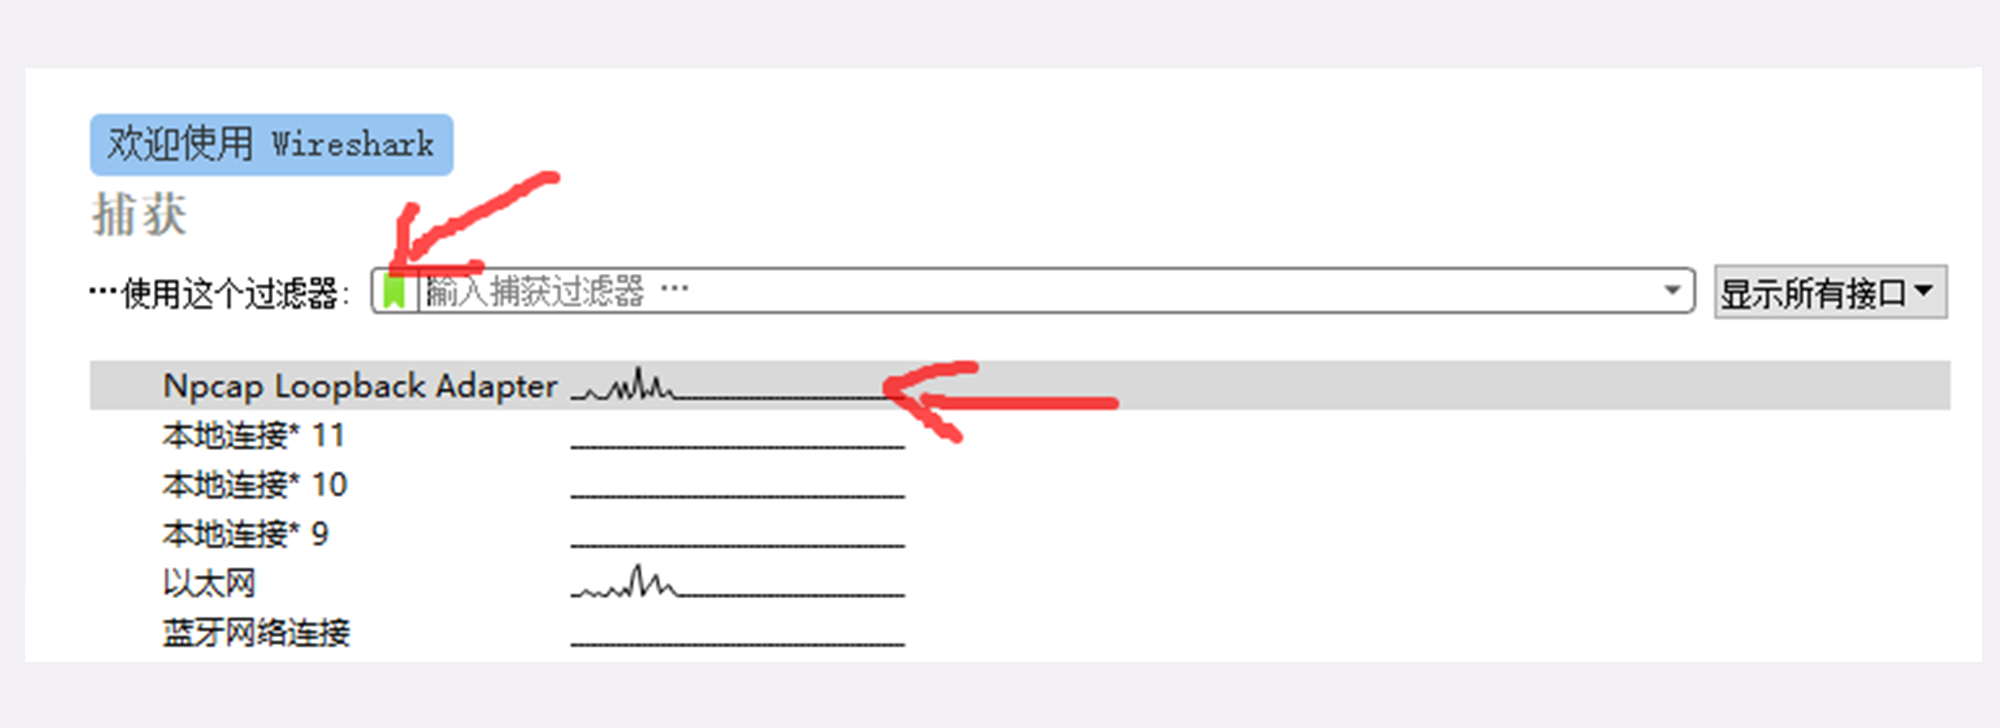 欢迎使用 Wireshark
捕获
…使用这个过滤器: 输入捕获过滤器 … 显示所有接口
Npcap Loopback Adapter
本地连接* 11
本地连接* 10
本地连接* 9
以太网
蓝牙网络连接